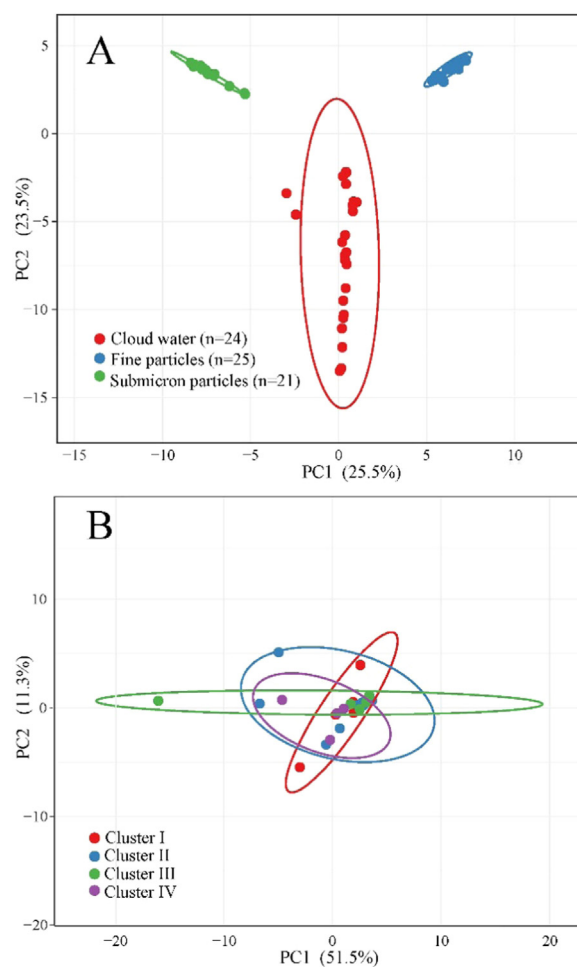 A
5
0
−5
−10
−15
PC2 (23.5%)
Cloud water (n=24)
Fine particles (n=25)
Submicron particles (n=21)
−15 −10 −5 0 5 10
PC1 (25.5%)
B
10
0
−10
−20
PC2 (11.3%)
Cluster I
Cluster II
Cluster III
Cluster IV
−20 −10 0 10 20
PC1 (51.5%)